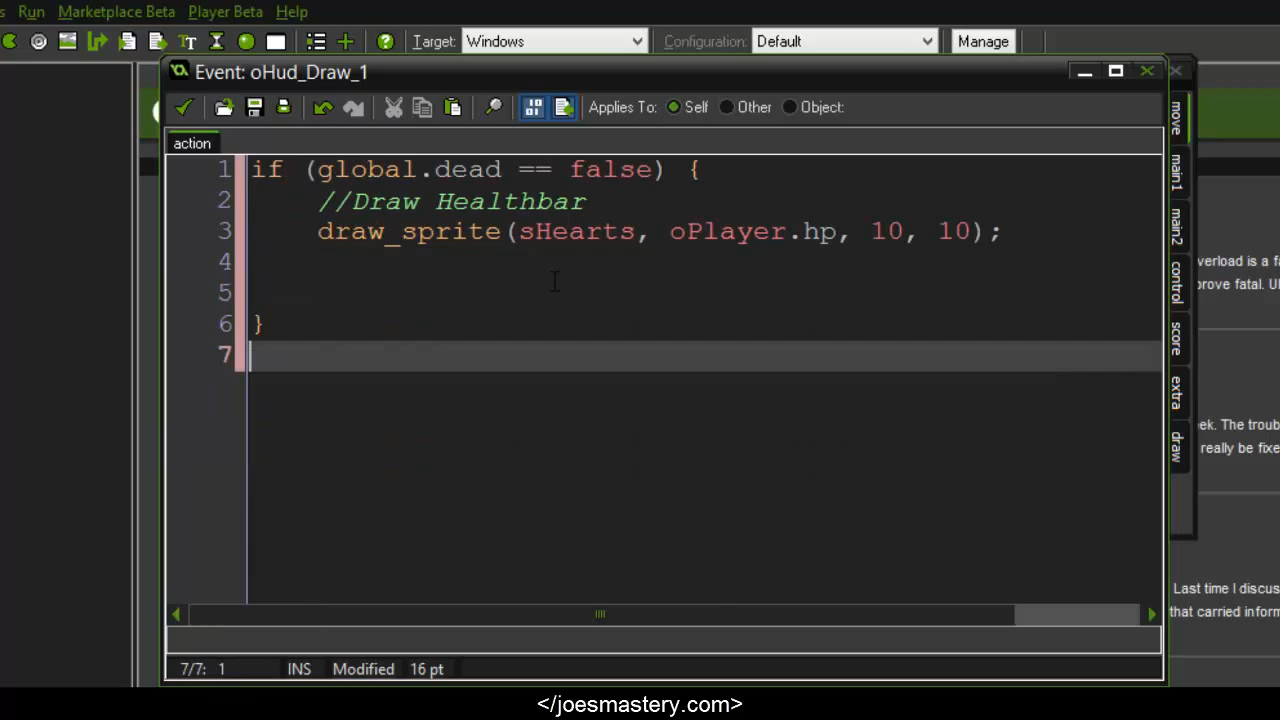 s Run Marketplace Beta Player Beta Help
Target: Windows Configuration: Default Manage
Event: oHud_Draw_1
Applies To: Self Other Object:
action
1 if (global.dead == false) {
2 //Draw Healthbar
3 draw_sprite(sHearts, oPlayer.hp, 10, 10);
4
5
6 }
7
move
main1
main2
control
score
extra
draw
verload is a fa
prove fatal. Ul
eek. The troub
really be fixe
Last time I discus
that carried inform
7/7: 1 INS Modified 16 pt
</joesmastery.com>